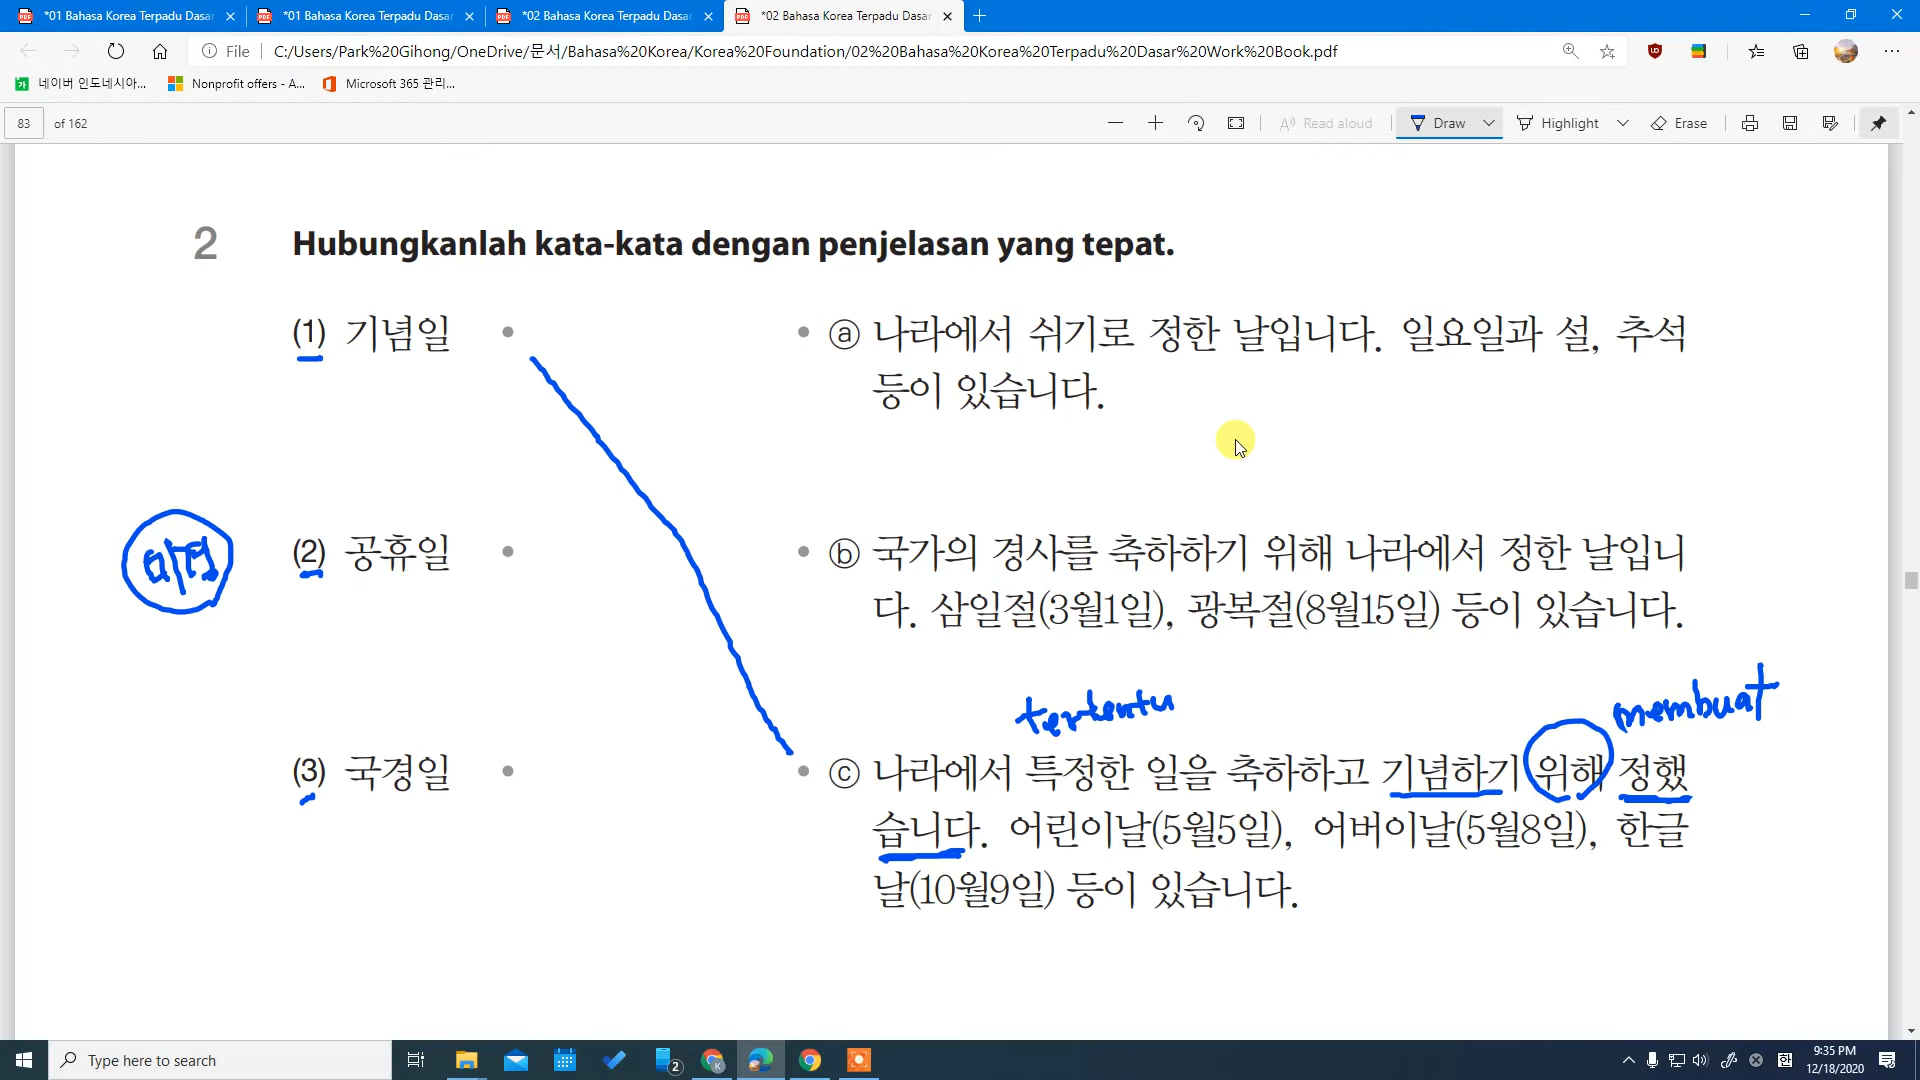 *01 Bahasa Korea Terpadu Dasar
*01 Bahasa Korea Terpadu Dasar
*02 Bahasa Korea Terpadu Dasar
*02 Bahasa Korea Terpadu Dasar
File
C:/Users/Park%20Gihong/OneDrive/문서/Bahasa%20Korea/Korea%20Foundation/02%20Bahasa%20Korea%20Terpadu%20Dasar%20Work%20Book.pdf
네이버 인도네시아...
Nonprofit offers - A...
Microsoft 365 관리...
83 of 162
Read aloud
Draw
Highlight
Erase
2 Hubungkanlah kata-kata dengan penjelasan yang tepat.
(1) 기념일
ⓐ 나라에서 쉬기로 정한 날입니다. 일요일과 설, 추석
등이 있습니다.
(2) 공휴일
ⓑ 국가의 경사를 축하하기 위해 나라에서 정한 날입니
다. 삼일절(3월1일), 광복절(8월15일) 등이 있습니다.
tertentu
membuat
(3) 국경일
ⓒ 나라에서 특정한 일을 축하하고 기념하기 위해 정했
습니다. 어린이날(5월5일), 어버이날(5월8일), 한글
날(10월9일) 등이 있습니다.
Type here to search
2
9:35 PM
12/18/2020